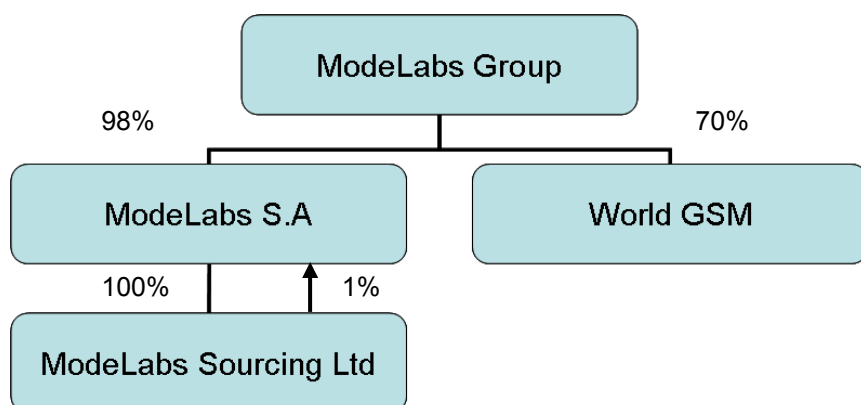 ModeLabs Group
98%
70%
ModeLabs S.A
World GSM
100%
1%
ModeLabs Sourcing Ltd